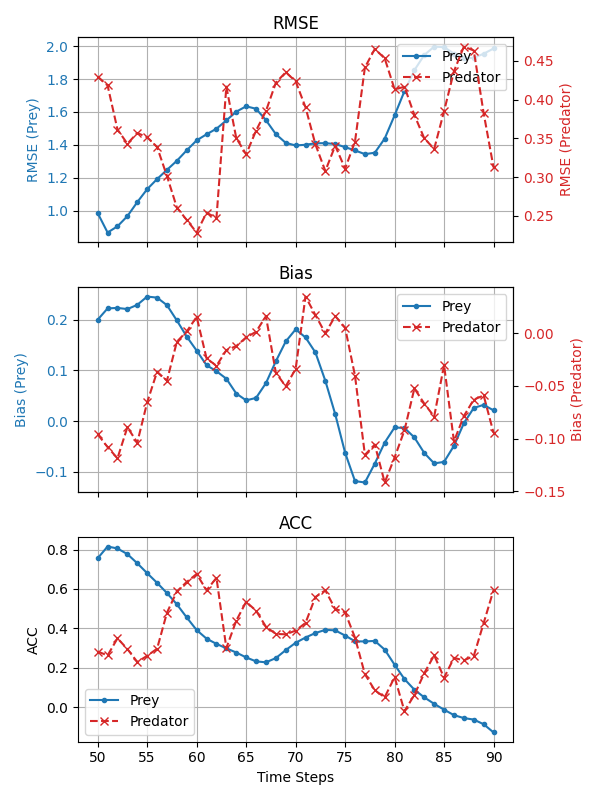 RMSE
2.0
1.8
1.6
1.4
1.2
1.0
RMSE (Prey)
Prey
Predator
0.45
0.40
0.35
0.30
0.25
RMSE (Predator)
Bias
0.2
0.1
0.0
−0.1
Bias (Prey)
Prey
Predator
0.00
−0.05
−0.10
−0.15
Bias (Predator)
ACC
0.8
0.6
0.4
0.2
0.0
ACC
Prey
Predator
50 55 60 65 70 75 80 85 90
Time Steps